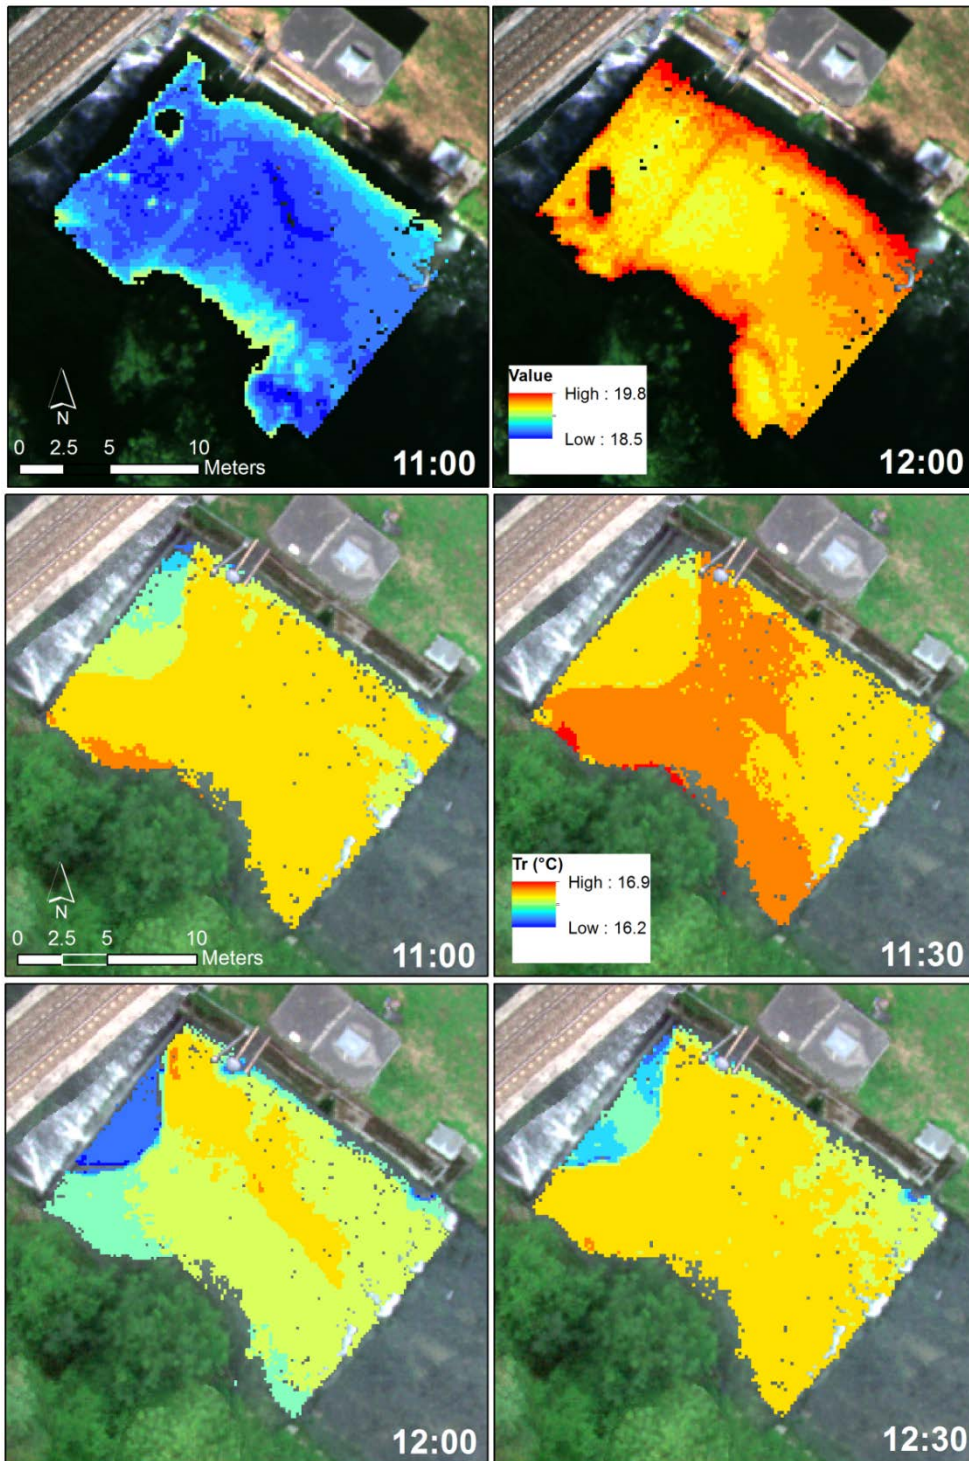 N
0 2.5 5 10
Meters
11:00
Value
High : 19.8
Low : 18.5
12:00
N
0 2.5 5 10
Meters
11:00
Tr (°C)
High : 16.9
Low : 16.2
11:30
12:00
12:30